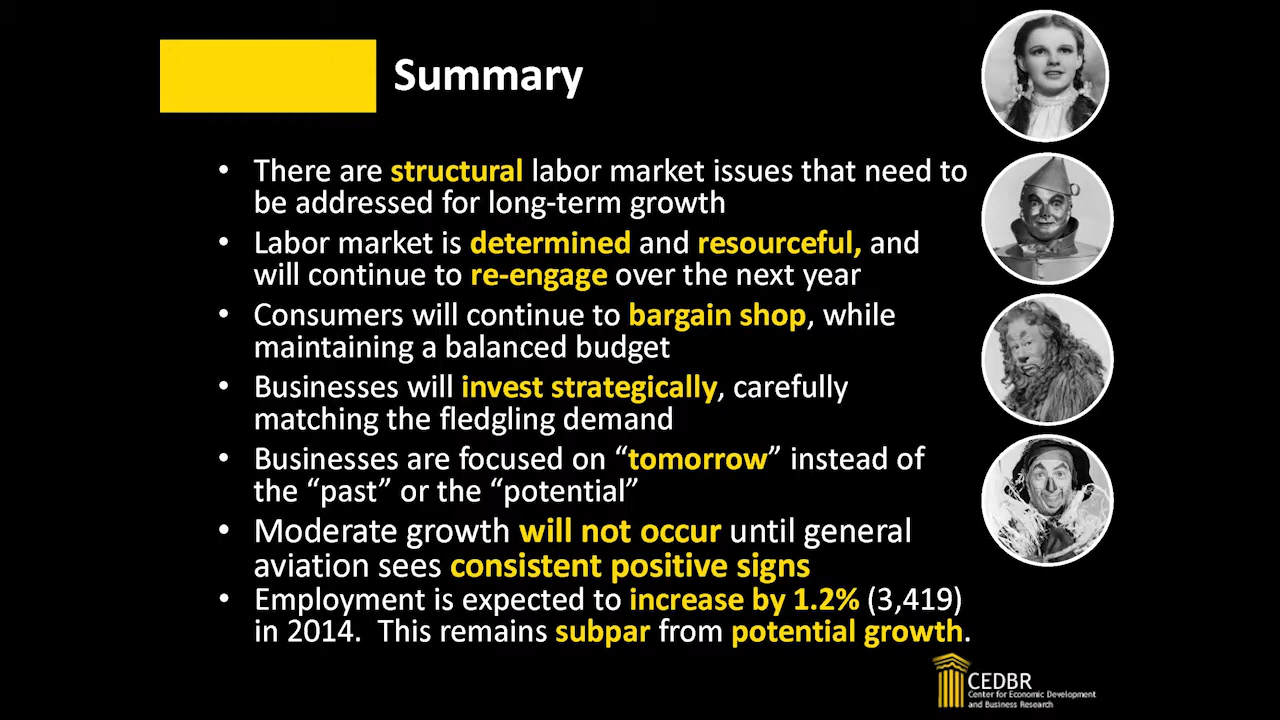 Summary
• There are structural labor market issues that need to
be addressed for long-term growth
• Labor market is determined and resourceful, and
will continue to re-engage over the next year
• Consumers will continue to bargain shop, while
maintaining a balanced budget
• Businesses will invest strategically, carefully
matching the fledgling demand
• Businesses are focused on “tomorrow” instead of
the “past” or the “potential”
• Moderate growth will not occur until general
aviation sees consistent positive signs
• Employment is expected to increase by 1.2% (3,419)
in 2014.  This remains subpar from potential growth.
CEDBR
Center for Economic Development
and Business Research